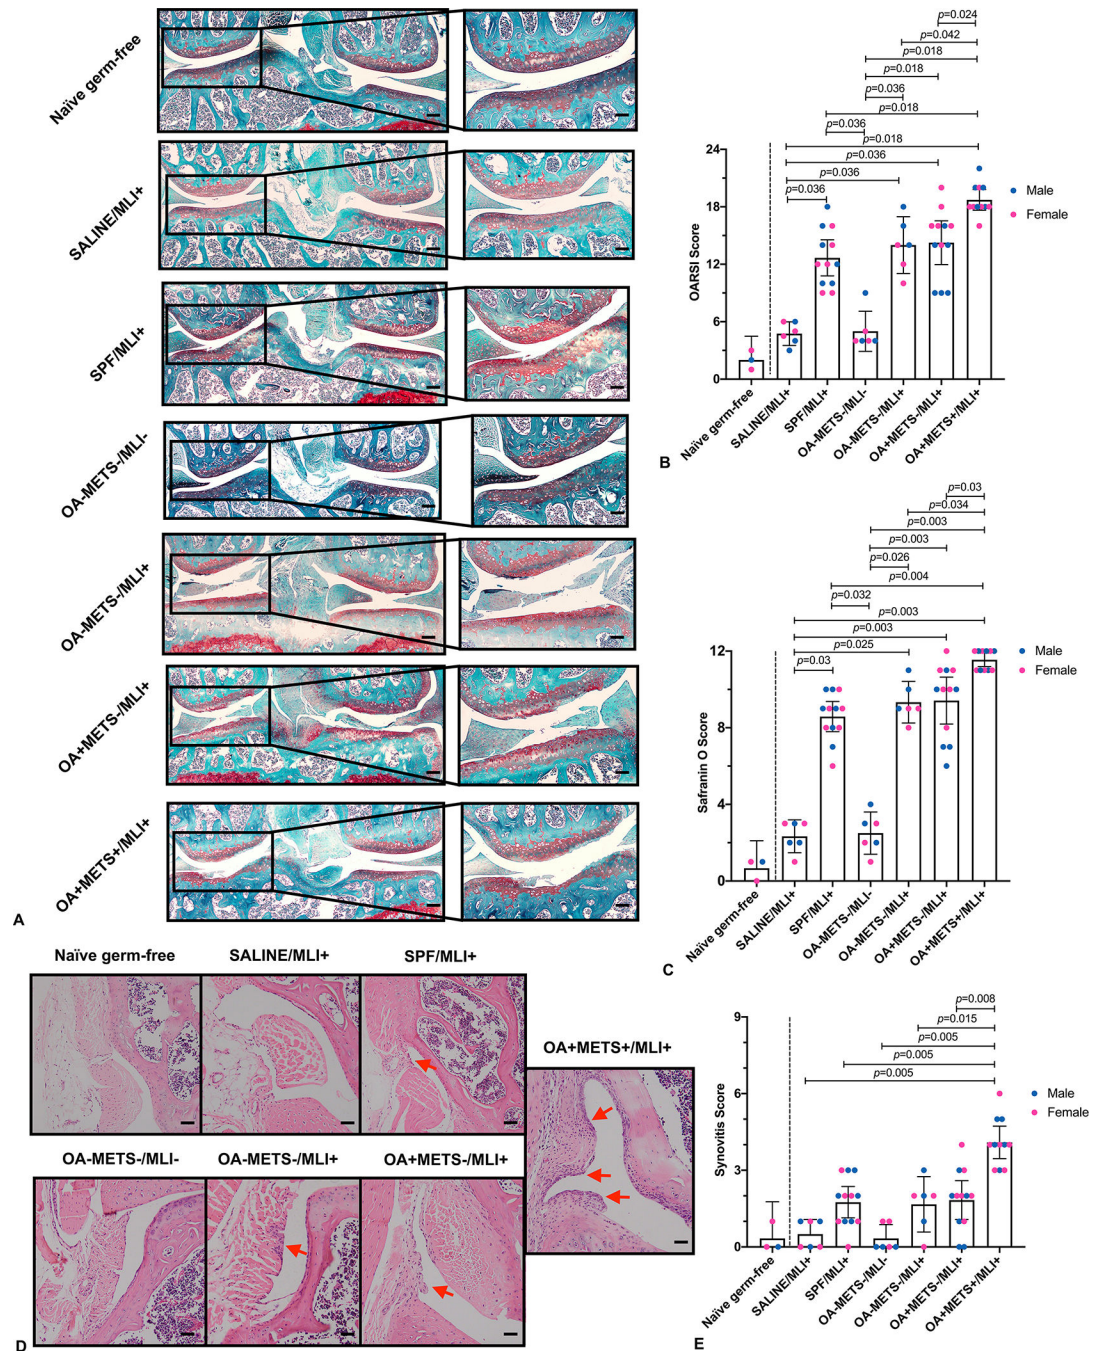 Naïve germ-free
SALINE/MLI+
SPF/MLI+
OA-METS-/MLI-
OA-METS-/MLI+
OA+METS-/MLI+
OA+METS+/MLI+
A
p=0.024
p=0.042
p=0.018
p=0.018
p=0.036
p=0.018
p=0.036
p=0.018
p=0.036
p=0.036
p=0.036
24
18
12
6
0
OARSI Score
Male
Female
Naïve germ-free
SALINE/MLI+
SPF/MLI+
OA-METS-/MLI-
OA-METS-/MLI+
OA+METS-/MLI+
OA+METS+/MLI+
B
p=0.03
p=0.034
p=0.003
p=0.003
p=0.026
p=0.004
p=0.032
p=0.003
p=0.003
p=0.025
p=0.03
12
8
4
0
Safranin O Score
Male
Female
Naïve germ-free
SALINE/MLI+
SPF/MLI+
OA-METS-/MLI-
OA-METS-/MLI+
OA+METS-/MLI+
OA+METS+/MLI+
C
Naïve germ-free
SALINE/MLI+
SPF/MLI+
OA+METS+/MLI+
OA-METS-/MLI-
OA-METS-/MLI+
OA+METS-/MLI+
D
p=0.008
p=0.015
p=0.005
p=0.005
p=0.005
9
6
3
0
Synovitis Score
Male
Female
Naïve germ-free
SALINE/MLI+
SPF/MLI+
OA-METS-/MLI-
OA-METS-/MLI+
OA+METS-/MLI+
OA+METS+/MLI+
E